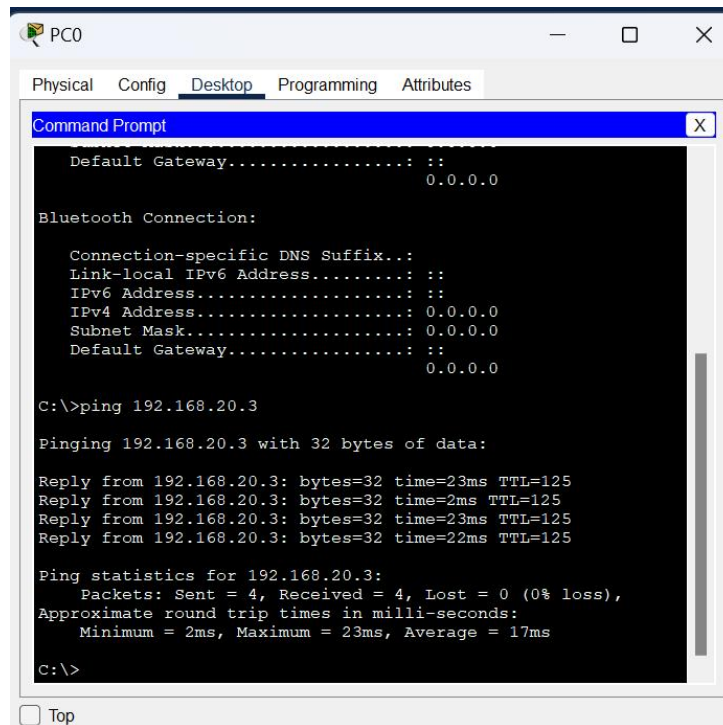 PC0
Physical Config Desktop Programming Attributes
Command Prompt X
Default Gateway.................: ::
0.0.0.0
Bluetooth Connection:
Connection-specific DNS Suffix..:
Link-local IPv6 Address.........: ::
IPv6 Address....................: ::
IPv4 Address....................: 0.0.0.0
Subnet Mask.....................: 0.0.0.0
Default Gateway.................: ::
0.0.0.0
C:\>ping 192.168.20.3
Pinging 192.168.20.3 with 32 bytes of data:
Reply from 192.168.20.3: bytes=32 time=23ms TTL=125
Reply from 192.168.20.3: bytes=32 time=2ms TTL=125
Reply from 192.168.20.3: bytes=32 time=23ms TTL=125
Reply from 192.168.20.3: bytes=32 time=22ms TTL=125
Ping statistics for 192.168.20.3:
Packets: Sent = 4, Received = 4, Lost = 0 (0% loss),
Approximate round trip times in milli-seconds:
Minimum = 2ms, Maximum = 23ms, Average = 17ms
C:\>
Top